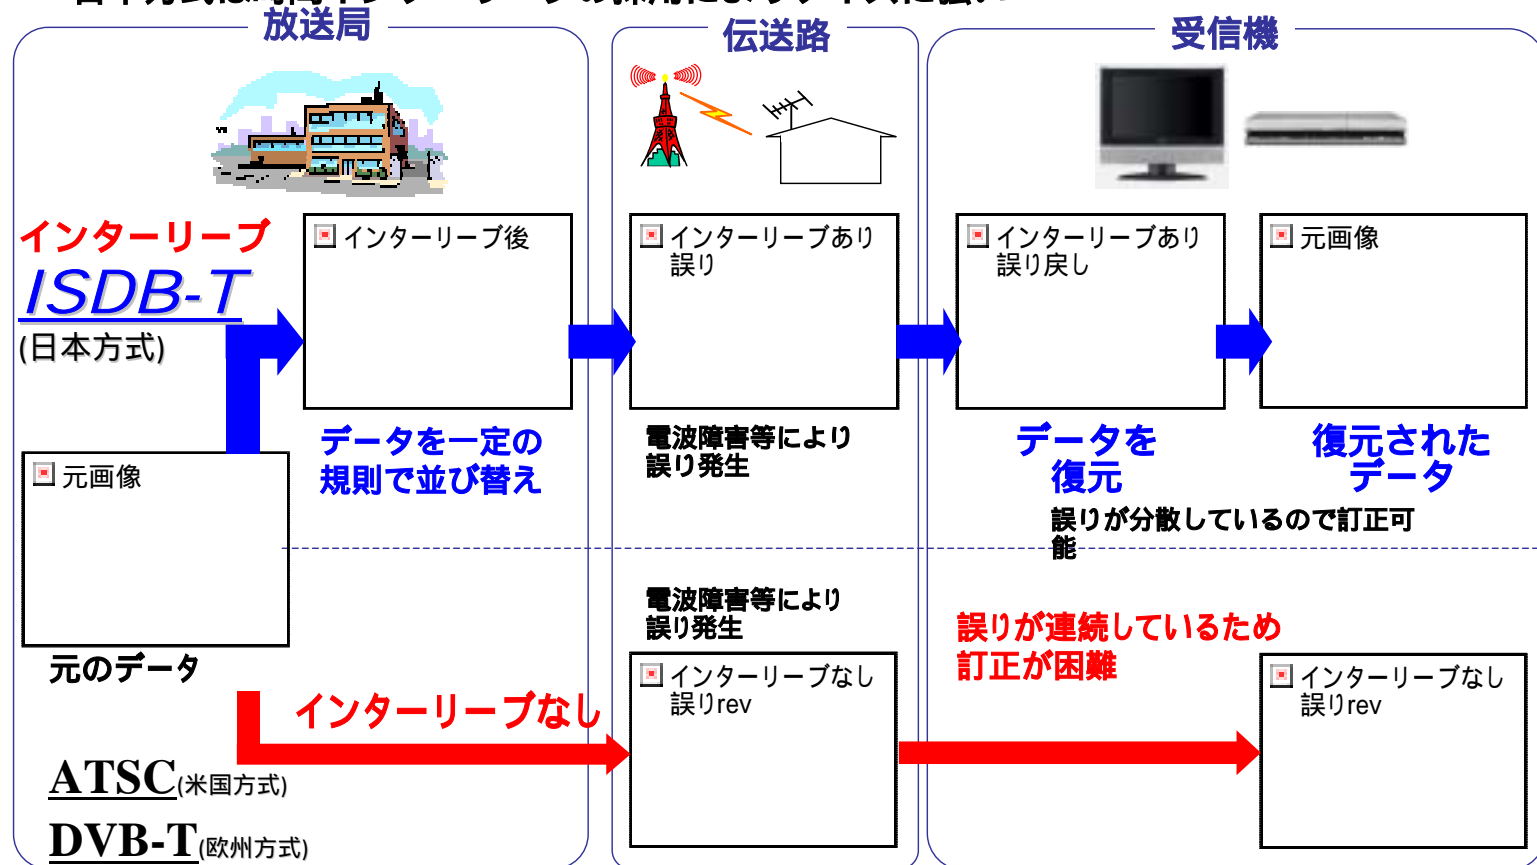 放送局
伝送路
受信機
インターリーブ
ISDB-T
(日本方式)
インターリーブ後
インターリーブあり
誤り
インターリーブあり
誤り戻し
元画像
データを一定の
規則で並び替え
電波障害等により
誤り発生
データを
復元
復元された
データ
誤りが分散しているので訂正可
能
元画像
元のデータ
電波障害等により
誤り発生
誤りが連続しているため
訂正が困難
インターリーブなし
インターリーブなし
誤りrev
インターリーブなし
誤りrev
ATSC(米国方式)
DVB-T(欧州方式)